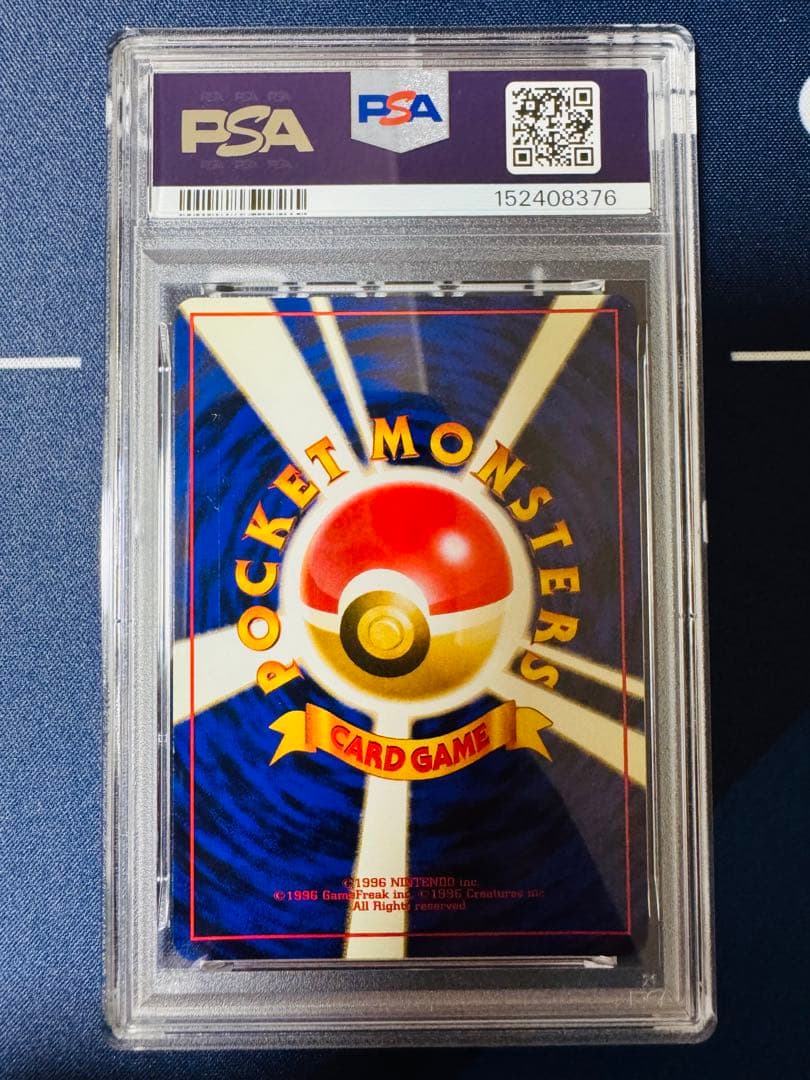 PSA
PSA
152408376
POCKET MONSTERS
CARD GAME
©1996 NINTENDO inc.
©1996 GameFreak inc. ©1996 Creatures inc.
All Rights reserved